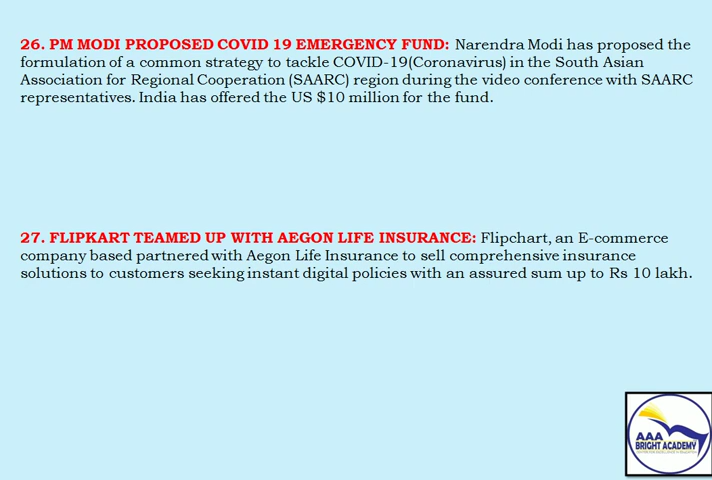 26. PM MODI PROPOSED COVID 19 EMERGENCY FUND: Narendra Modi has proposed the
formulation of a common strategy to tackle COVID-19(Coronavirus) in the South Asian
Association for Regional Cooperation (SAARC) region during the video conference with SAARC
representatives. India has offered the US $10 million for the fund.
27. FLIPKART TEAMED UP WITH AEGON LIFE INSURANCE: Flipchart, an E-commerce
company based partnered with Aegon Life Insurance to sell comprehensive insurance
solutions to customers seeking instant digital policies with an assured sum up to Rs 10 lakh.
AAA
BRIGHT ACADEMY